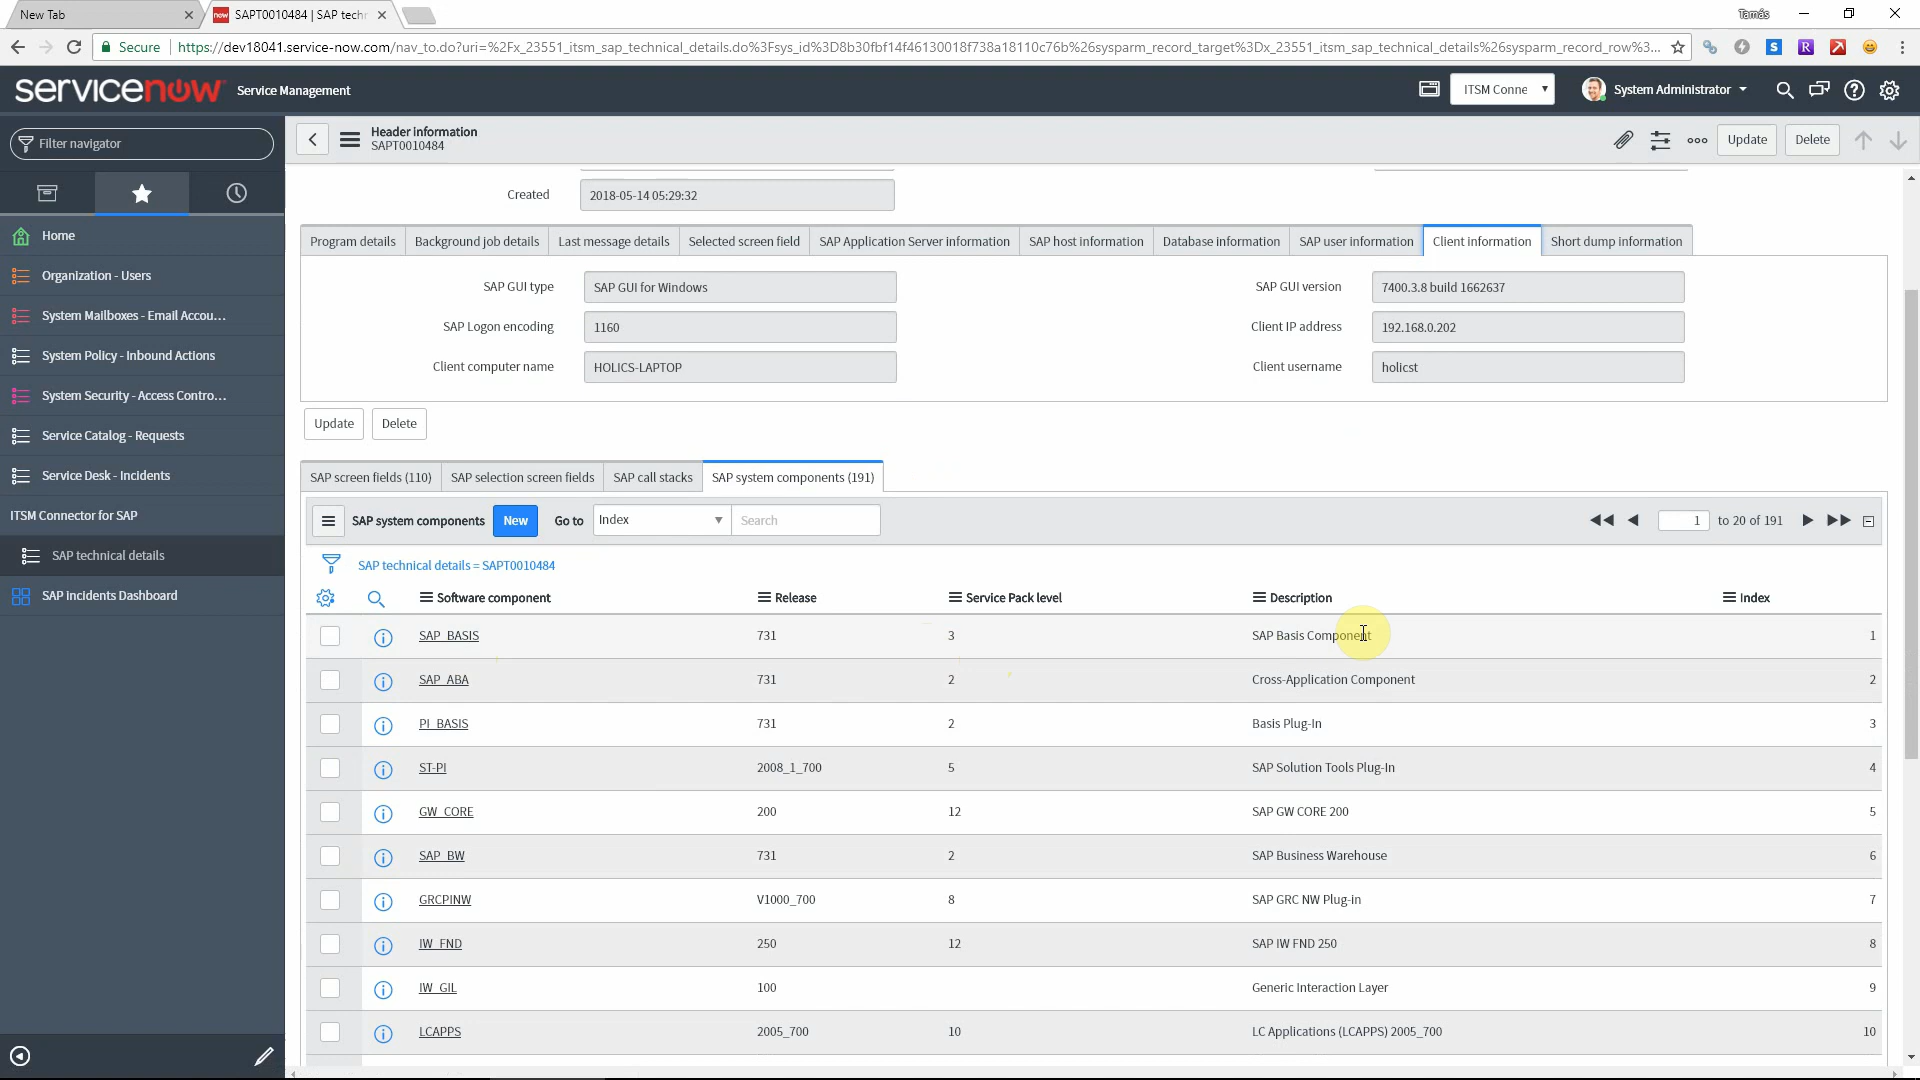 New Tab
SAPT0010484 | SAP techn
Tamás
Secure
https://dev18041.service-now.com/nav_to.do?uri=%2Fx_23551_itsm_sap_technical_details.do%3Fsys_id%3D8b30fbf14f46130018f738a18110c76b%26sysparm_record_target%3Dx_23551_itsm_sap_technical_details%26sysparm_record_row%3...
servicenow Service Management
ITSM Conne
System Administrator
Filter navigator
Header information
SAPT0010484
Update
Delete
Home
Organization - Users
System Mailboxes - Email Accou...
System Policy - Inbound Actions
System Security - Access Contro...
Service Catalog - Requests
Service Desk - Incidents
ITSM Connector for SAP
SAP technical details
SAP Incidents Dashboard
Created 2018-05-14 05:29:32
Program details Background job details Last message details Selected screen field SAP Application Server information SAP host information Database information SAP user information Client information Short dump information
SAP GUI type SAP GUI for Windows SAP GUI version 7400.3.8 build 1662637
SAP Logon encoding 1160 Client IP address 192.168.0.202
Client computer name HOLICS-LAPTOP Client username holicst
Update Delete
SAP screen fields (110) SAP selection screen fields SAP call stacks SAP system components (191)
SAP system components New Go to Index Search 1 to 20 of 191
SAP technical details = SAPT0010484
Software component Release Service Pack level Description Index
SAP_BASIS 731 3 SAP Basis Component 1
SAP_ABA 731 2 Cross-Application Component 2
PI_BASIS 731 2 Basis Plug-In 3
ST-PI 2008_1_700 5 SAP Solution Tools Plug-In 4
GW_CORE 200 12 SAP GW CORE 200 5
SAP_BW 731 2 SAP Business Warehouse 6
GRCPINW V1000_700 8 SAP GRC NW Plug-in 7
IW_FND 250 12 SAP IW FND 250 8
IW_GIL 100 Generic Interaction Layer 9
LCAPPS 2005_700 10 LC Applications (LCAPPS) 2005_700 10